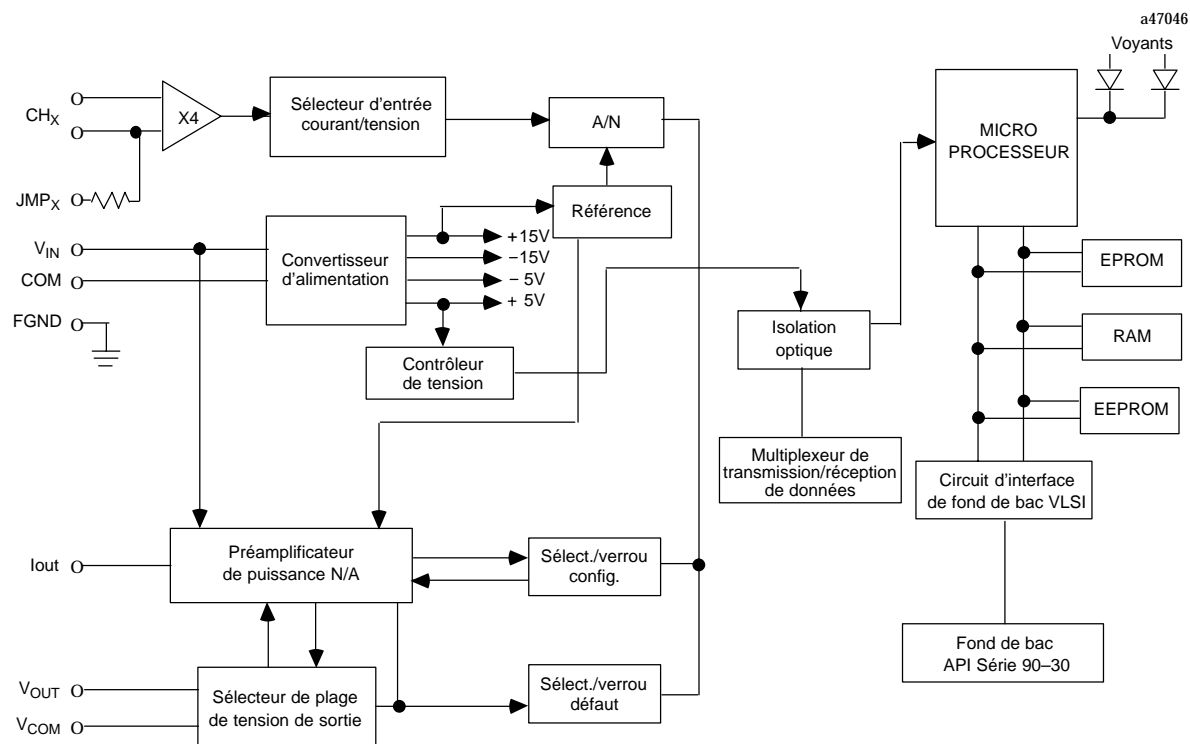 a47046
Voyants
CHX
X4
Sélecteur d'entrée
courant/tension
A/N
MICRO
PROCESSEUR
JMPX
Référence
VIN
COM
FGND
Convertisseur
d'alimentation
+15V
−15V
− 5V
+ 5V
EPROM
Isolation
optique
RAM
Contrôleur
de tension
EEPROM
Multiplexeur de
transmission/réception
de données
Circuit d'interface
de fond de bac VLSI
Iout
Préamplificateur
de puissance N/A
Sélect./verrou
config.
Fond de bac
API Série 90–30
VOUT
VCOM
Sélecteur de plage
de tension de sortie
Sélect./verrou
défaut
O
O
O
O
O
O
O
O
O